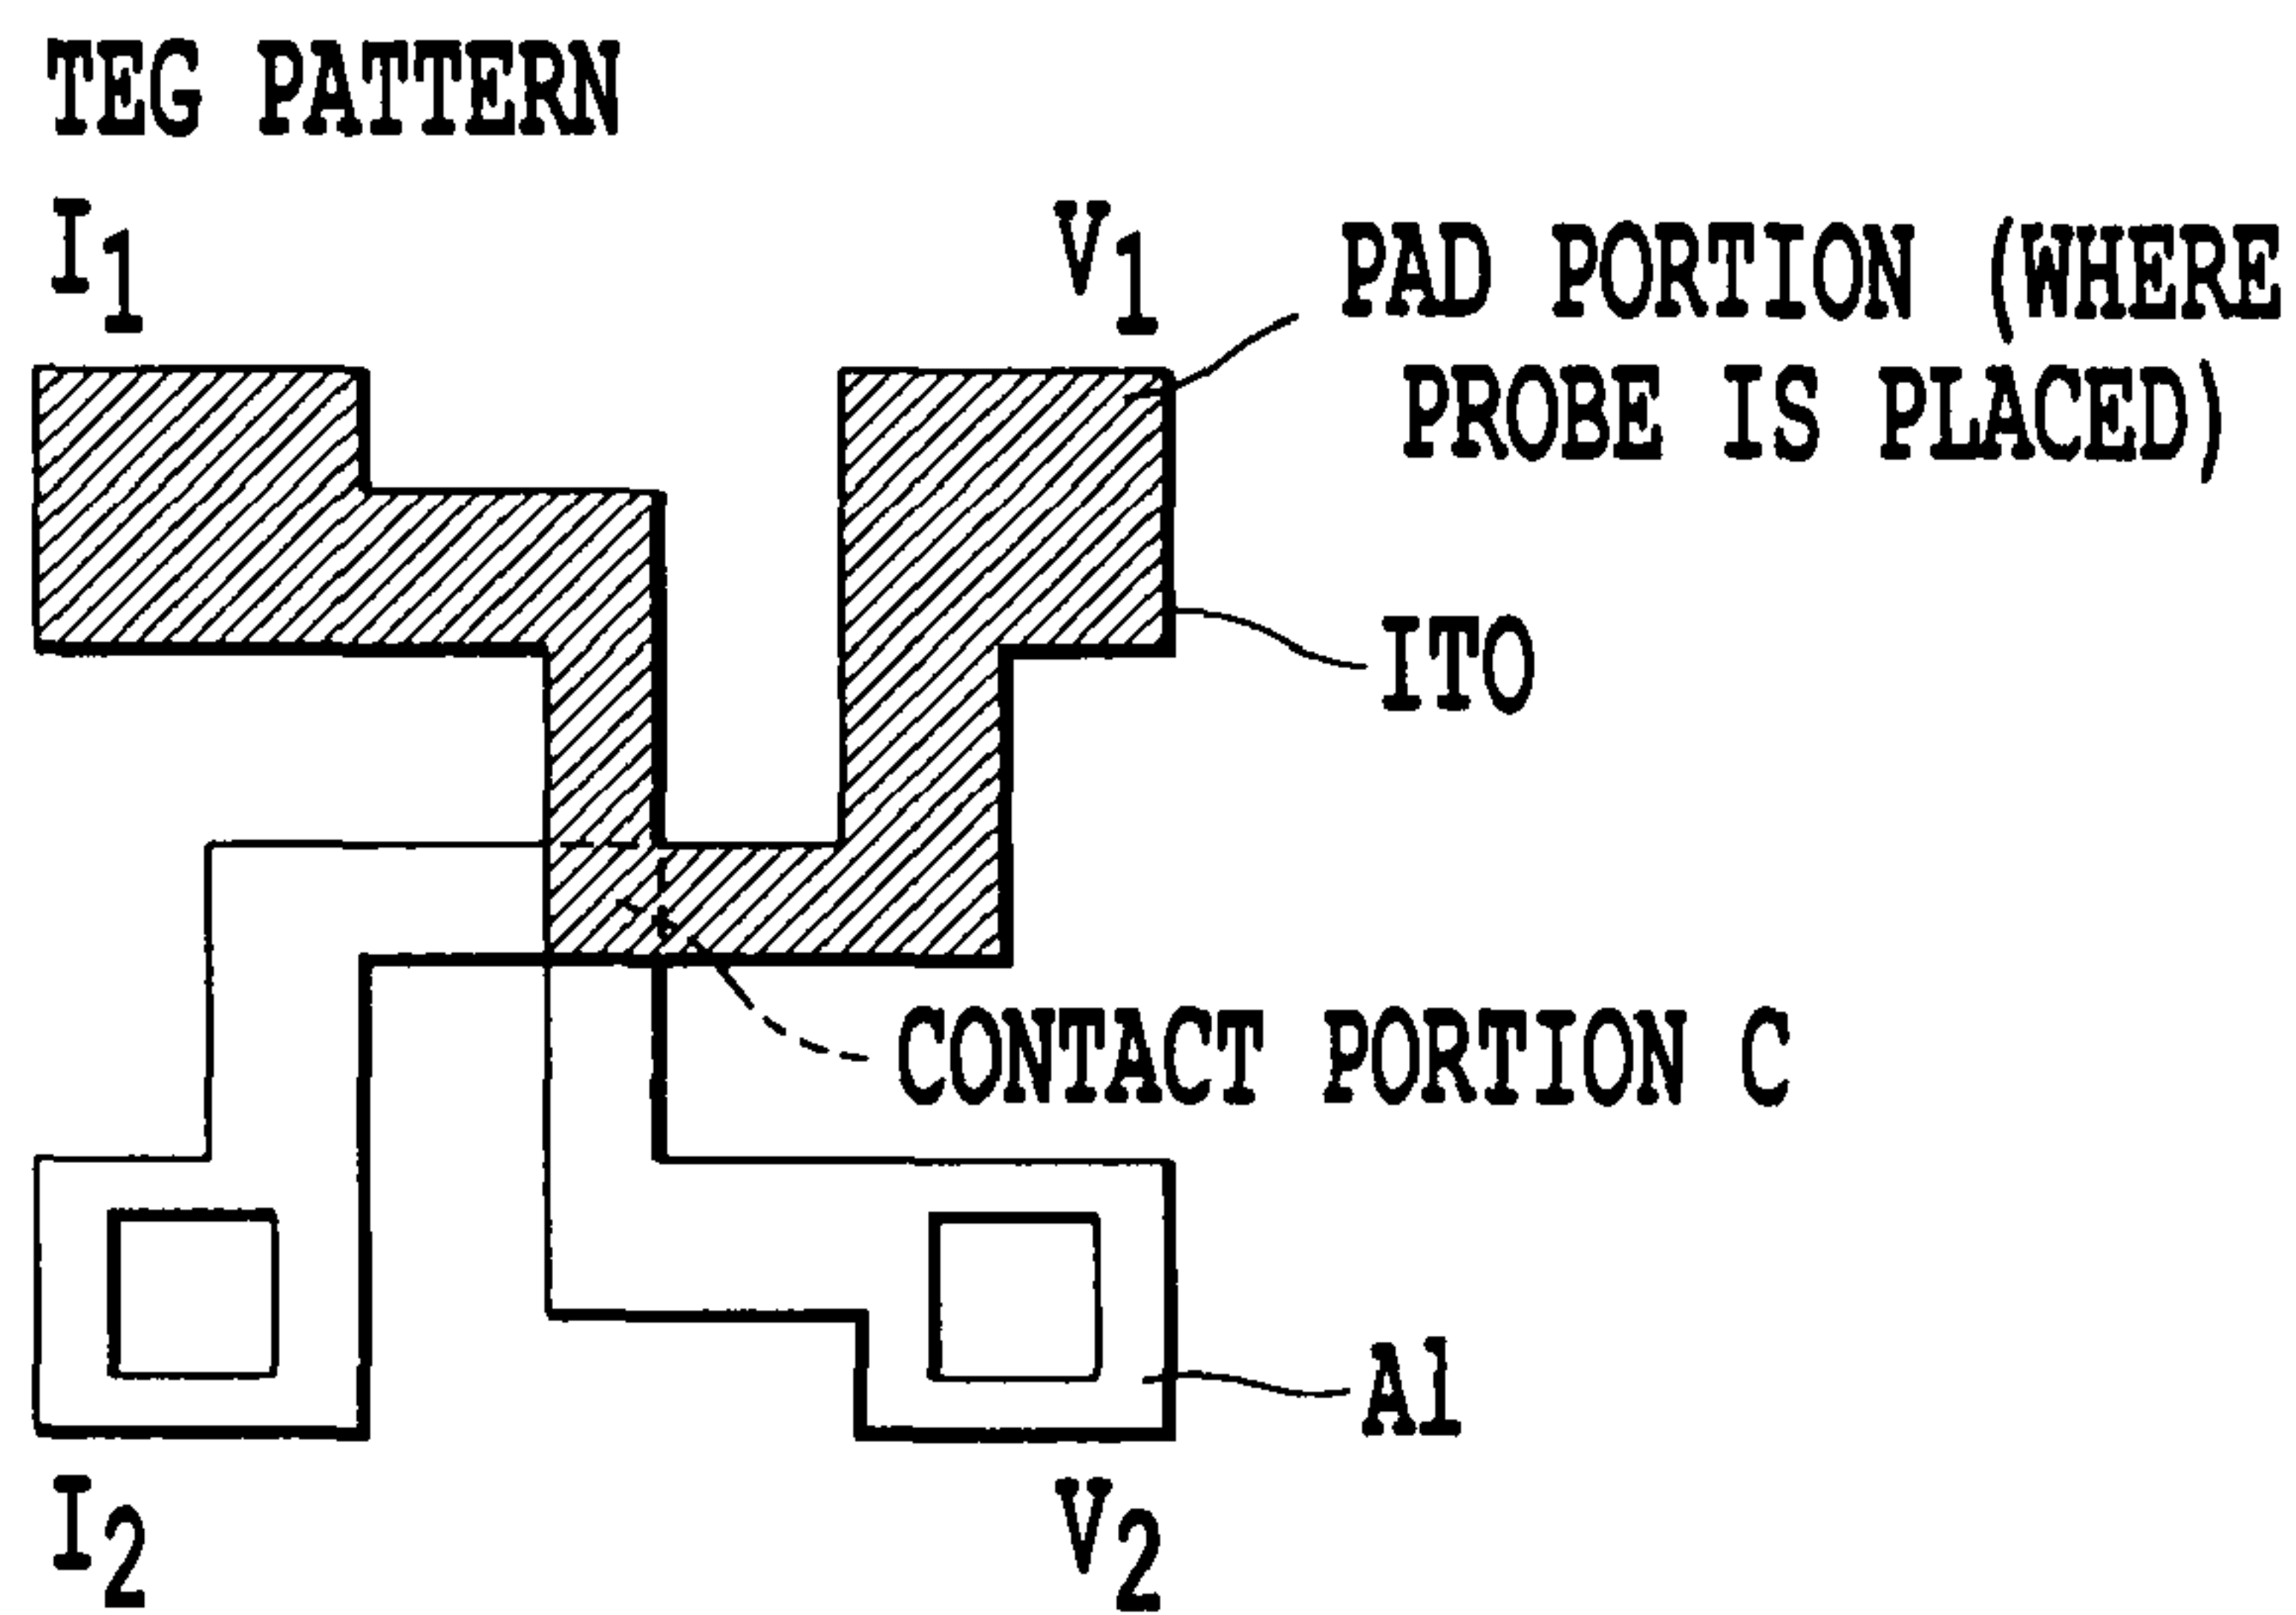 TEG PATTERN
I1
V1
PAD PORTION (WHERE
PROBE IS PLACED)
ITO
CONTACT PORTION C
Al
I2
V2